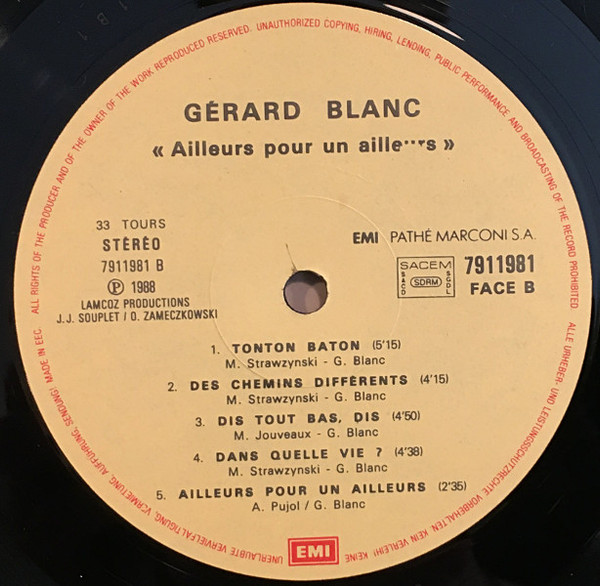 GÉRARD BLANC
« Ailleurs pour un ailleurs »
33 TOURS
STÉRÉO
7911981 B
Ⓟ 1988
LAMCOZ PRODUCTIONS
J.J. SOUPLET / O. ZAMECZKOWSKI
EMI PATHÉ MARCONI S.A.
SACEM
SACD
SDRM
SGDL
7911981
FACE B
1. TONTON BATON (5'15)
M. Strawzynski - G. Blanc
2. DES CHEMINS DIFFÉRENTS (4'15)
M. Strawzynski - G. Blanc
3. DIS TOUT BAS, DIS (4'50)
M. Jouveaux - G. Blanc
4. DANS QUELLE VIE ? (4'38)
M. Strawzynski - G. Blanc
5. AILLEURS POUR UN AILLEURS (2'35)
A. Pujol / G. Blanc
EMI
ALL RIGHTS OF THE PRODUCER AND OF THE OWNER OF THE WORK REPRODUCED RESERVED. UNAUTHORIZED COPYING, HIRING, LENDING, PUBLIC PERFORMANCE AND BROADCASTING OF THE RECORD PROHIBITED. ALLE URHEBER- UND LEISTUNGSSCHUTZRECHTE VORBEHALTEN KEIN VERLEIH! KEINE UNERLAUBTE VERVIELFÄLTIGUNG, VERMIETUNG, AUFFÜHRUNG, SENDUNG! MADE IN EEC.